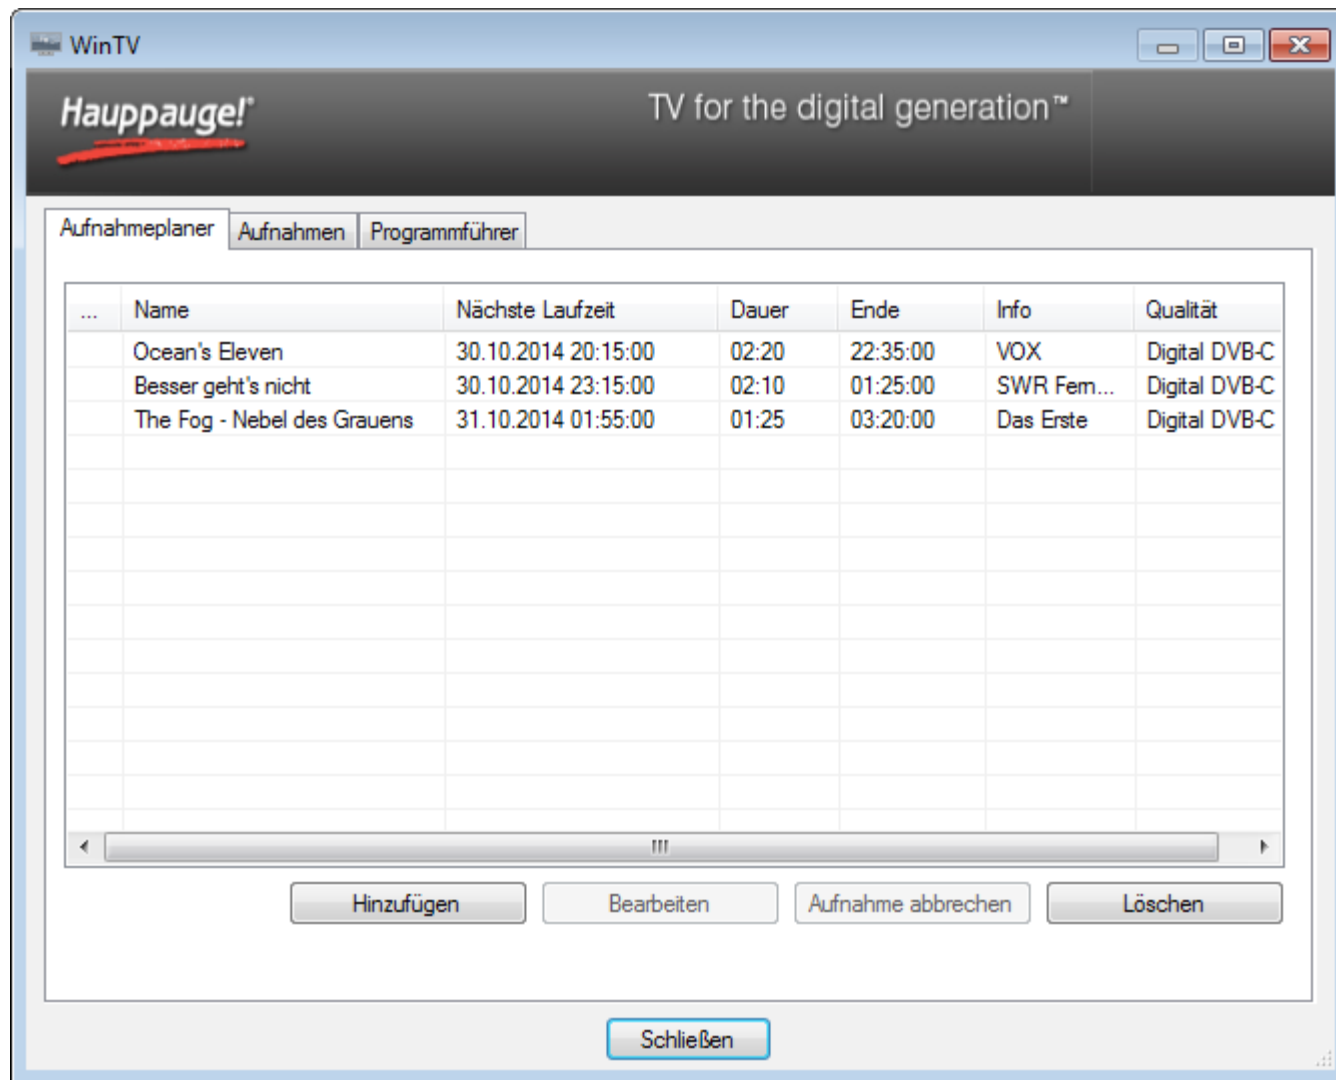 WinTV
Hauppauge!® TV for the digital generation™
Aufnahmeplaner Aufnahmen Programmführer
... Name Nächste Laufzeit Dauer Ende Info Qualität
Ocean's Eleven 30.10.2014 20:15:00 02:20 22:35:00 VOX Digital DVB-C
Besser geht's nicht 30.10.2014 23:15:00 02:10 01:25:00 SWR Fern... Digital DVB-C
The Fog - Nebel des Grauens 31.10.2014 01:55:00 01:25 03:20:00 Das Erste Digital DVB-C
Hinzufügen Bearbeiten Aufnahme abbrechen Löschen
Schließen